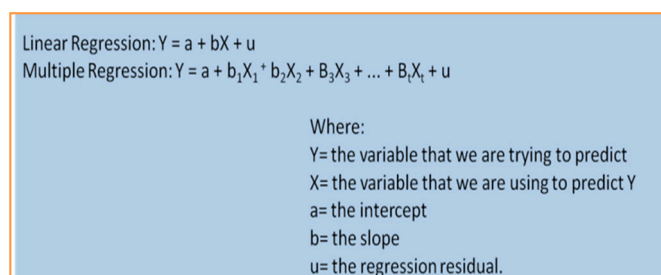 Linear Regression: Y = a + bX + u
Multiple Regression: Y = a + b₁X₁ + b₂X₂ + B₃X₃ + ... + BₜXₜ + u
Where:
Y= the variable that we are trying to predict
X= the variable that we are using to predict Y
a= the intercept
b= the slope
u= the regression residual.